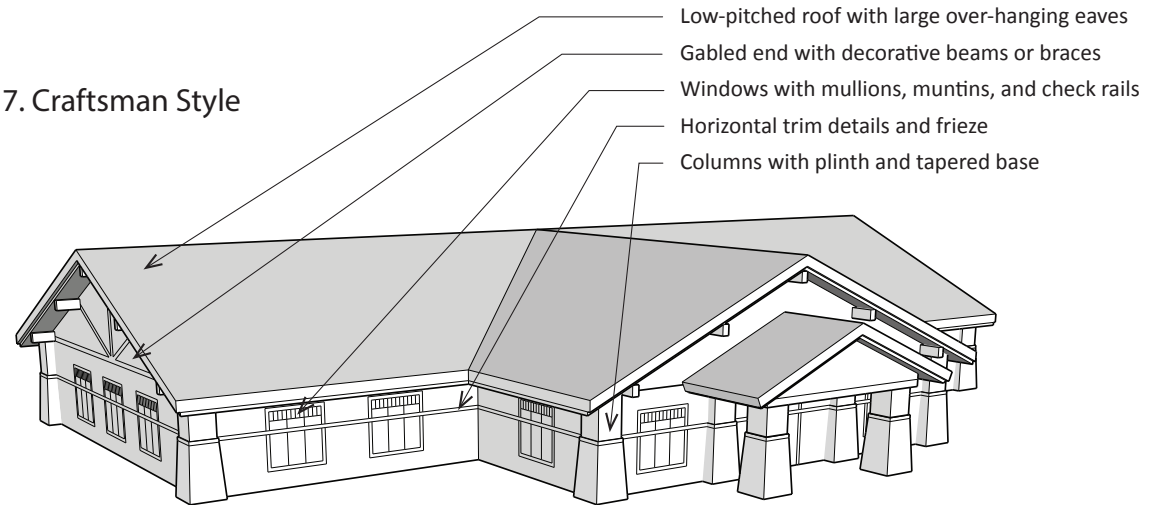 Low-pitched roof with large over-hanging eaves
Gabled end with decorative beams or braces
7. Craftsman Style
Windows with mullions, muntins, and check rails
Horizontal trim details and frieze
Columns with plinth and tapered base